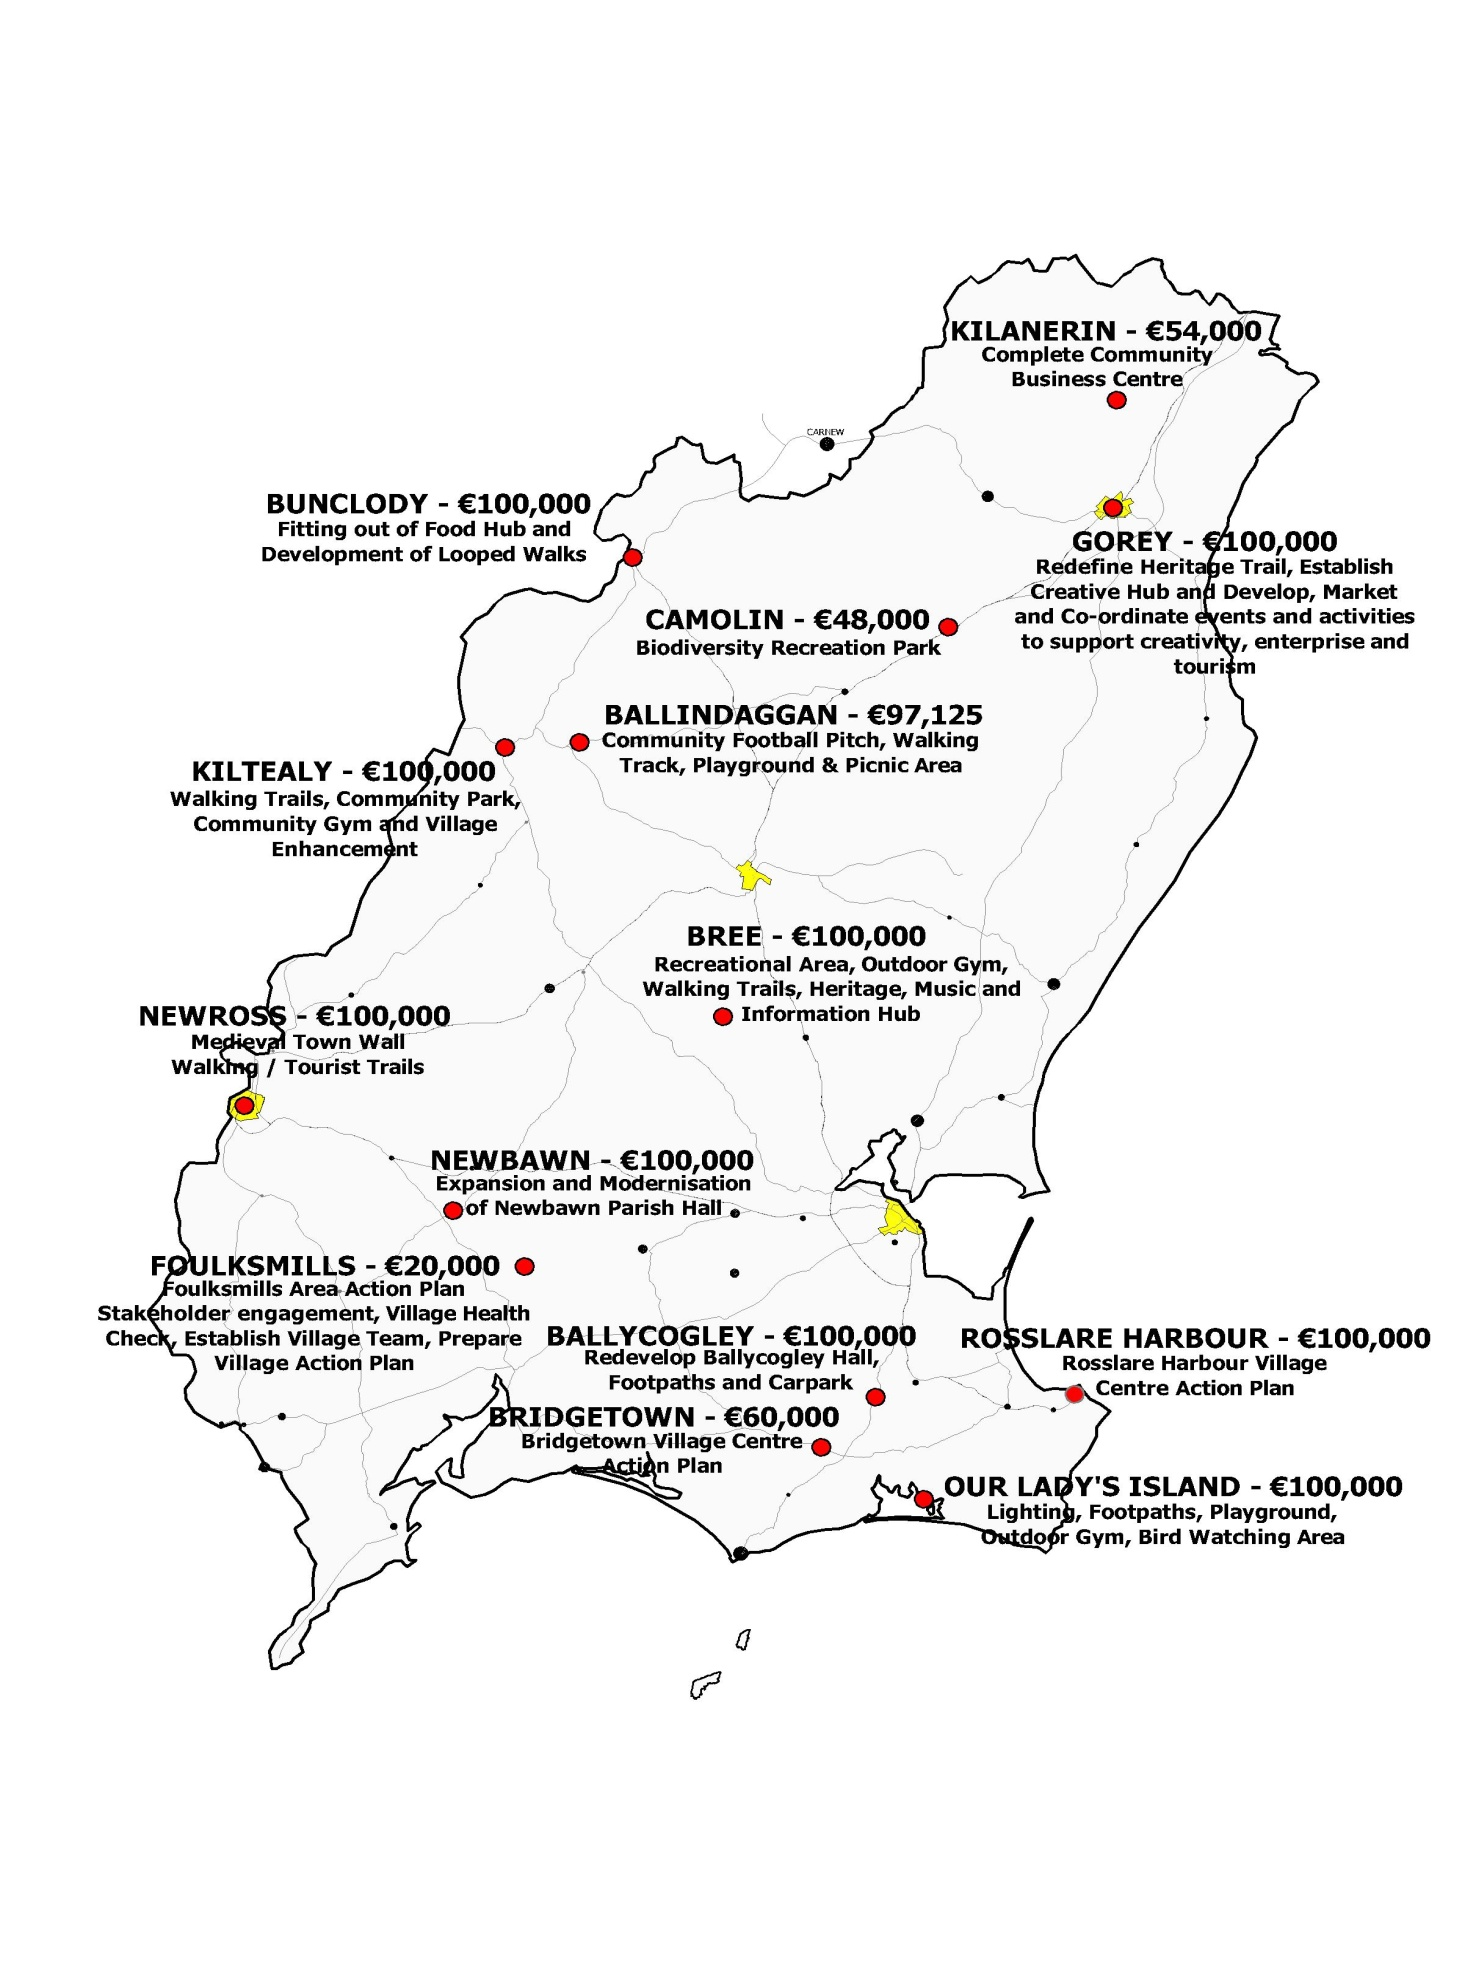 KILANERIN - €54,000
Complete Community
Business Centre
CARNEW
BUNCLODY - €100,000
Fitting out of Food Hub and
Development of Looped Walks
GOREY - €100,000
Redefine Heritage Trail, Establish
Creative Hub and Develop, Market
and Co-ordinate events and activities
to support creativity, enterprise and
tourism
CAMOLIN - €48,000
Biodiversity Recreation Park
BALLINDAGGAN - €97,125
Community Football Pitch, Walking
Track, Playground & Picnic Area
KILTEALY - €100,000
Walking Trails, Community Park,
Community Gym and Village
Enhancement
BREE - €100,000
Recreational Area, Outdoor Gym,
Walking Trails, Heritage, Music and
Information Hub
NEWROSS - €100,000
Medieval Town Wall
Walking / Tourist Trails
NEWBAWN - €100,000
Expansion and Modernisation
of Newbawn Parish Hall
FOULKSMILLS - €20,000
Foulksmills Area Action Plan
Stakeholder engagement, Village Health
Check, Establish Village Team, Prepare
Village Action Plan
BALLYCOGLEY - €100,000
Redevelop Ballycogley Hall,
Footpaths and Carpark
ROSSLARE HARBOUR - €100,000
Rosslare Harbour Village
Centre Action Plan
BRIDGETOWN - €60,000
Bridgetown Village Centre
Action Plan
OUR LADY'S ISLAND - €100,000
Lighting, Footpaths, Playground,
Outdoor Gym, Bird Watching Area